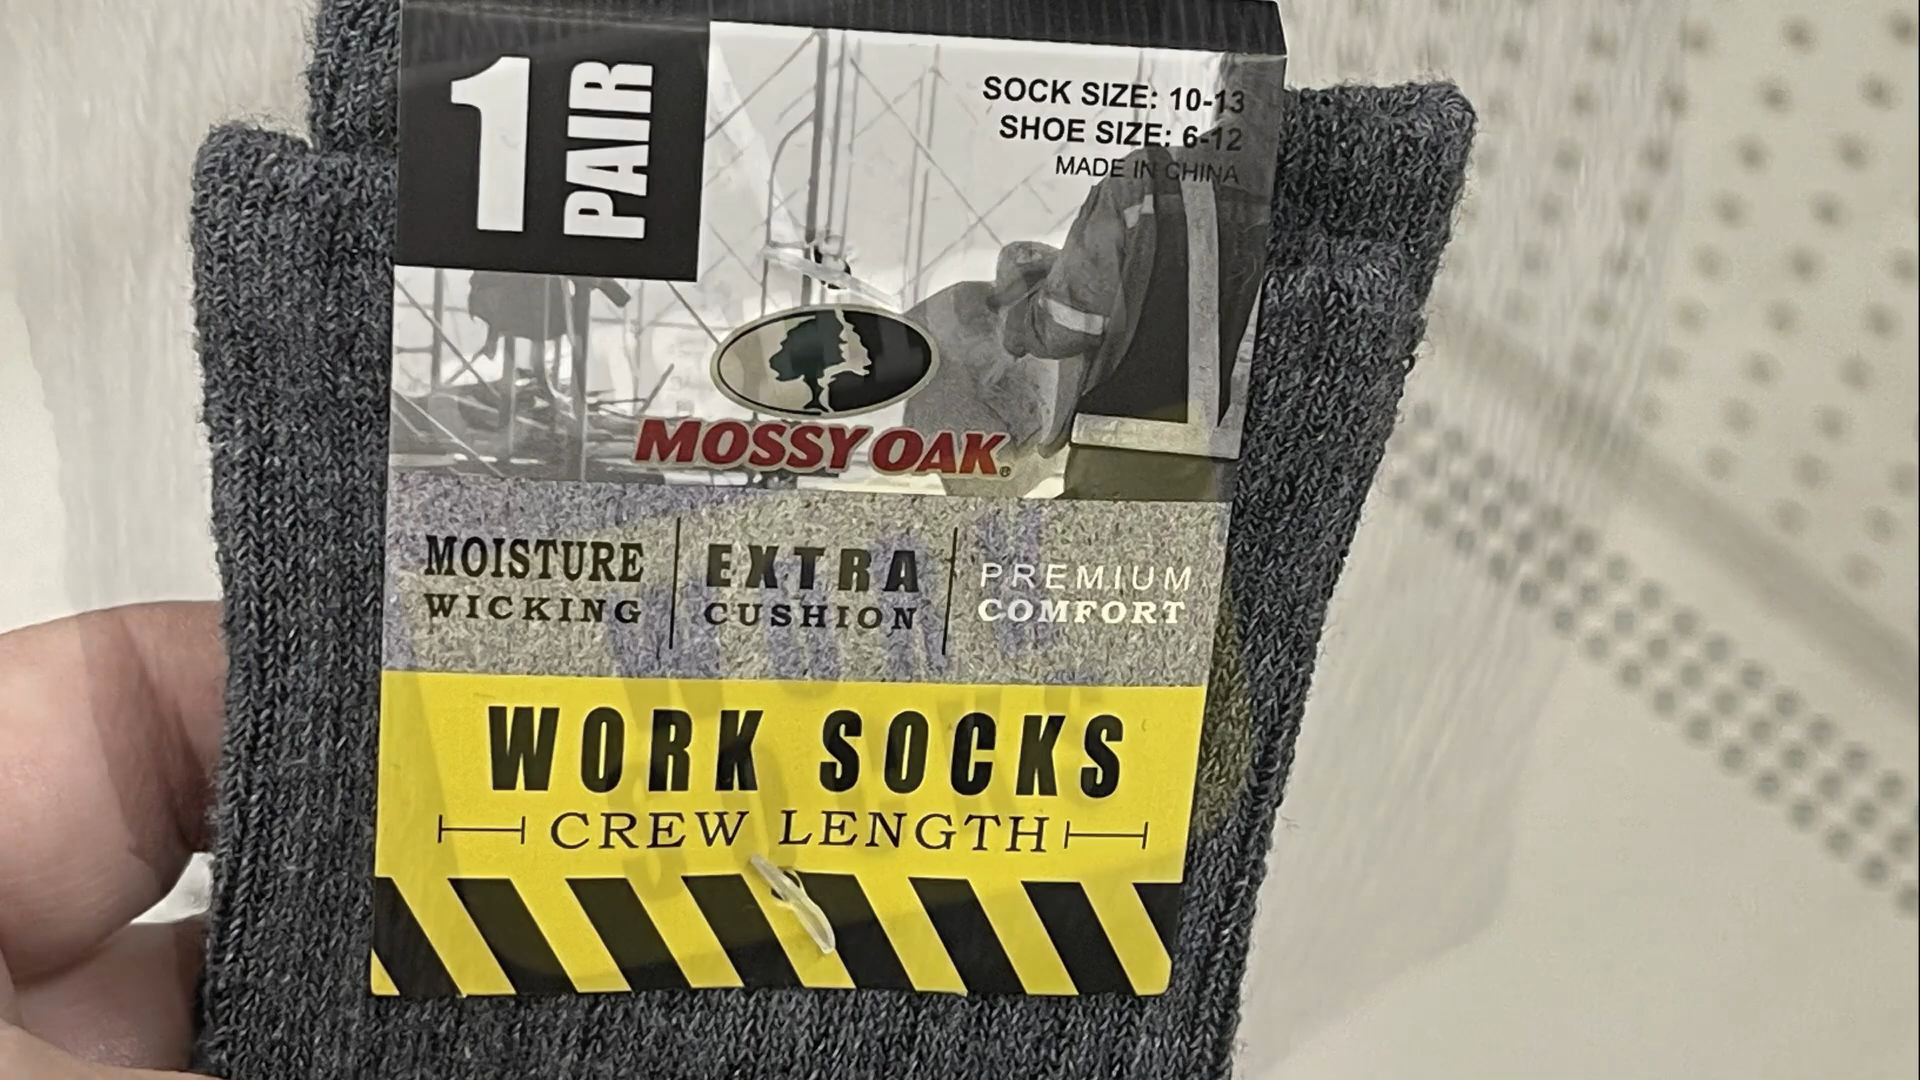 1 PAIR
SOCK SIZE: 10-13
SHOE SIZE: 6-12
MADE IN CHINA
MOSSY OAK®
MOISTURE WICKING
EXTRA CUSHION
PREMIUM COMFORT
WORK SOCKS
CREW LENGTH